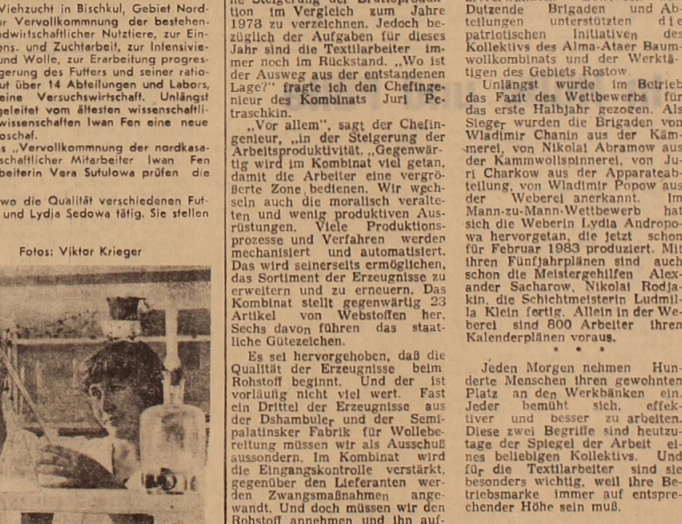 Viehzucht in Bischkul, Gebiet Nord-
ur Vervollkommnung der bestehen-
ndwirtschaftlicher Nutztiere, zur Ein-
ons- und Zuchtarbeit, zur Intensivie-
und Wolle, zur Erarbeitung progres-
gerung des Futters und seiner ratio-
ut über 14 Abteilungen und Labors,
eine Versuchswirtschaft. Unlängst
geleitet vom ältesten wissenschaftli-
wissenschaften Iwan Fen eine neue
oschaf.
s „Vervollkommnung der nordkasa-
schaftlicher Mitarbeiter Iwan Fen
beiterin Vera Sutulowa prüfen die
wo die Qualität verschiedenen Fut-
und Lydia Sedowa tätig. Sie stellen
Fotos: Viktor Krieger
tion im Vergleich zum Jahre
1978 zu verzeichnen. Jedoch be-
züglich der Aufgaben für dieses
Jahr sind die Textilarbeiter im-
mer noch im Rückstand. „Wo ist
der Ausweg aus der entstandenen
Lage?“ fragte ich den Chefinge-
nieur des Kombinats Juri Pe-
traschkin.
„Vor allem“, sagt der Chefin-
genieur, „in der Steigerung der
Arbeitsproduktivität. „Gegenwär-
tig wird im Kombinat viel getan,
damit die Arbeiter eine vergrö-
ßerte Zone bedienen. Wir wech-
seln auch die moralisch veralte-
ten und wenig produktiven Aus-
rüstungen. Viele Produktions-
prozesse und Verfahren werden
mechanisiert und automatisiert.
Das wird seinerseits ermöglichen,
das Sortiment der Erzeugnisse zu
erweitern und zu erneuern. Das
Kombinat stellt gegenwärtig 23
Artikel von Webstoffen her.
Sechs davon führen das staat-
liche Gütezeichen.
Es sei hervorgehoben, daß die
Qualität der Erzeugnisse beim
Rohstoff beginnt. Und der ist
vorläufig nicht viel wert. Fast
ein Drittel der Erzeugnisse aus
der Dshambuler und der Semi-
palatinsker Fabrik für Wollebe-
reitung müssen wir als Ausschuß
aussondern. Im Kombinat wird
die Eingangskontrolle verstärkt,
gegenüber den Lieferanten wer-
den Zwangsmaßnahmen ange-
wandt. Und doch müssen wir den
Rohstoff annehmen und ihn auf-
Dutzende Brigaden und Ab-
teilungen unterstützten die
patriotischen Initiativen des
Kollektivs des Alma-Ataer Baum-
wollkombinats und der Werktä-
tigen des Gebiets Rostow.
Unlängst wurde im Betrieb
das Fazit des Wettbewerbs für
das erste Halbjahr gezogen. Als
Sieger wurden die Brigaden von
Wladimir Chanin aus der Käm-
merei, von Nikolai Abramow aus
der Kammwollspinnerei, von Ju-
ri Charkow aus der Apparateab-
teilung, von Wladimir Popow aus
der Weberei anerkannt. Im
Mann-zu-Mann-Wettbewerb hat
sich die Weberin Lydia Andropo-
wa hervorgetan, die jetzt schon
für Februar 1983 produziert. Mit
ihren Fünfjahrplänen sind auch
schon die Meistergehilfen Alex-
ander Sacharow, Nikolai Rodja-
kin, die Schichtmeisterin Ludmil-
la Klein fertig. Allein in der We-
berei sind 800 Arbeiter ihren
Kalenderplänen voraus.
* * *
Jeden Morgen nehmen Hun-
derte Menschen ihren gewohnten
Platz an den Werkbänken ein.
Jeder bemüht sich, effek-
tiver und besser zu arbeiten.
Diese zwei Begriffe sind heutzu-
tage der Spiegel der Arbeit ei-
nes beliebigen Kollektivs. Und
für die Textilarbeiter sind sie
besonders wichtig, weil ihre Be-
triebsmarke immer auf entspre-
chender Höhe sein muß.